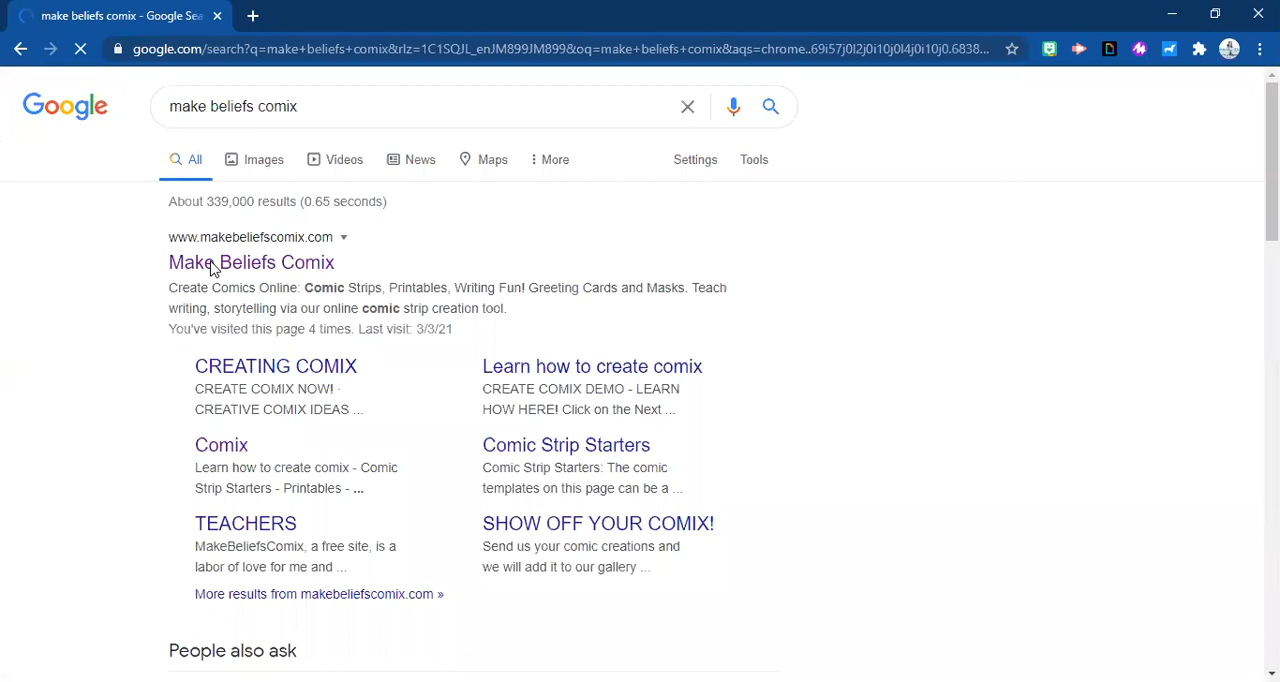 make beliefs comix - Google Sea
google.com/search?q=make+beliefs+comix&rlz=1C1SQJL_enJM899JM899&oq=make+beliefs+comix&aqs=chrome..69i57j0l2j0i10j0l4j0i10j0.6838...
Google
make beliefs comix
All Images Videos News Maps More Settings Tools
About 339,000 results (0.65 seconds)
www.makebeliefscomix.com
Make Beliefs Comix
Create Comics Online: Comic Strips, Printables, Writing Fun! Greeting Cards and Masks. Teach
writing, storytelling via our online comic strip creation tool.
You've visited this page 4 times. Last visit: 3/3/21
CREATING COMIX
CREATE COMIX NOW! ·
CREATIVE COMIX IDEAS ...
Learn how to create comix
CREATE COMIX DEMO - LEARN
HOW HERE! Click on the Next ...
Comix
Learn how to create comix - Comic
Strip Starters - Printables - ...
Comic Strip Starters
Comic Strip Starters: The comic
templates on this page can be a ...
TEACHERS
MakeBeliefsComix, a free site, is a
labor of love for me and ...
SHOW OFF YOUR COMIX!
Send us your comic creations and
we will add it to our gallery ...
More results from makebeliefscomix.com »
People also ask